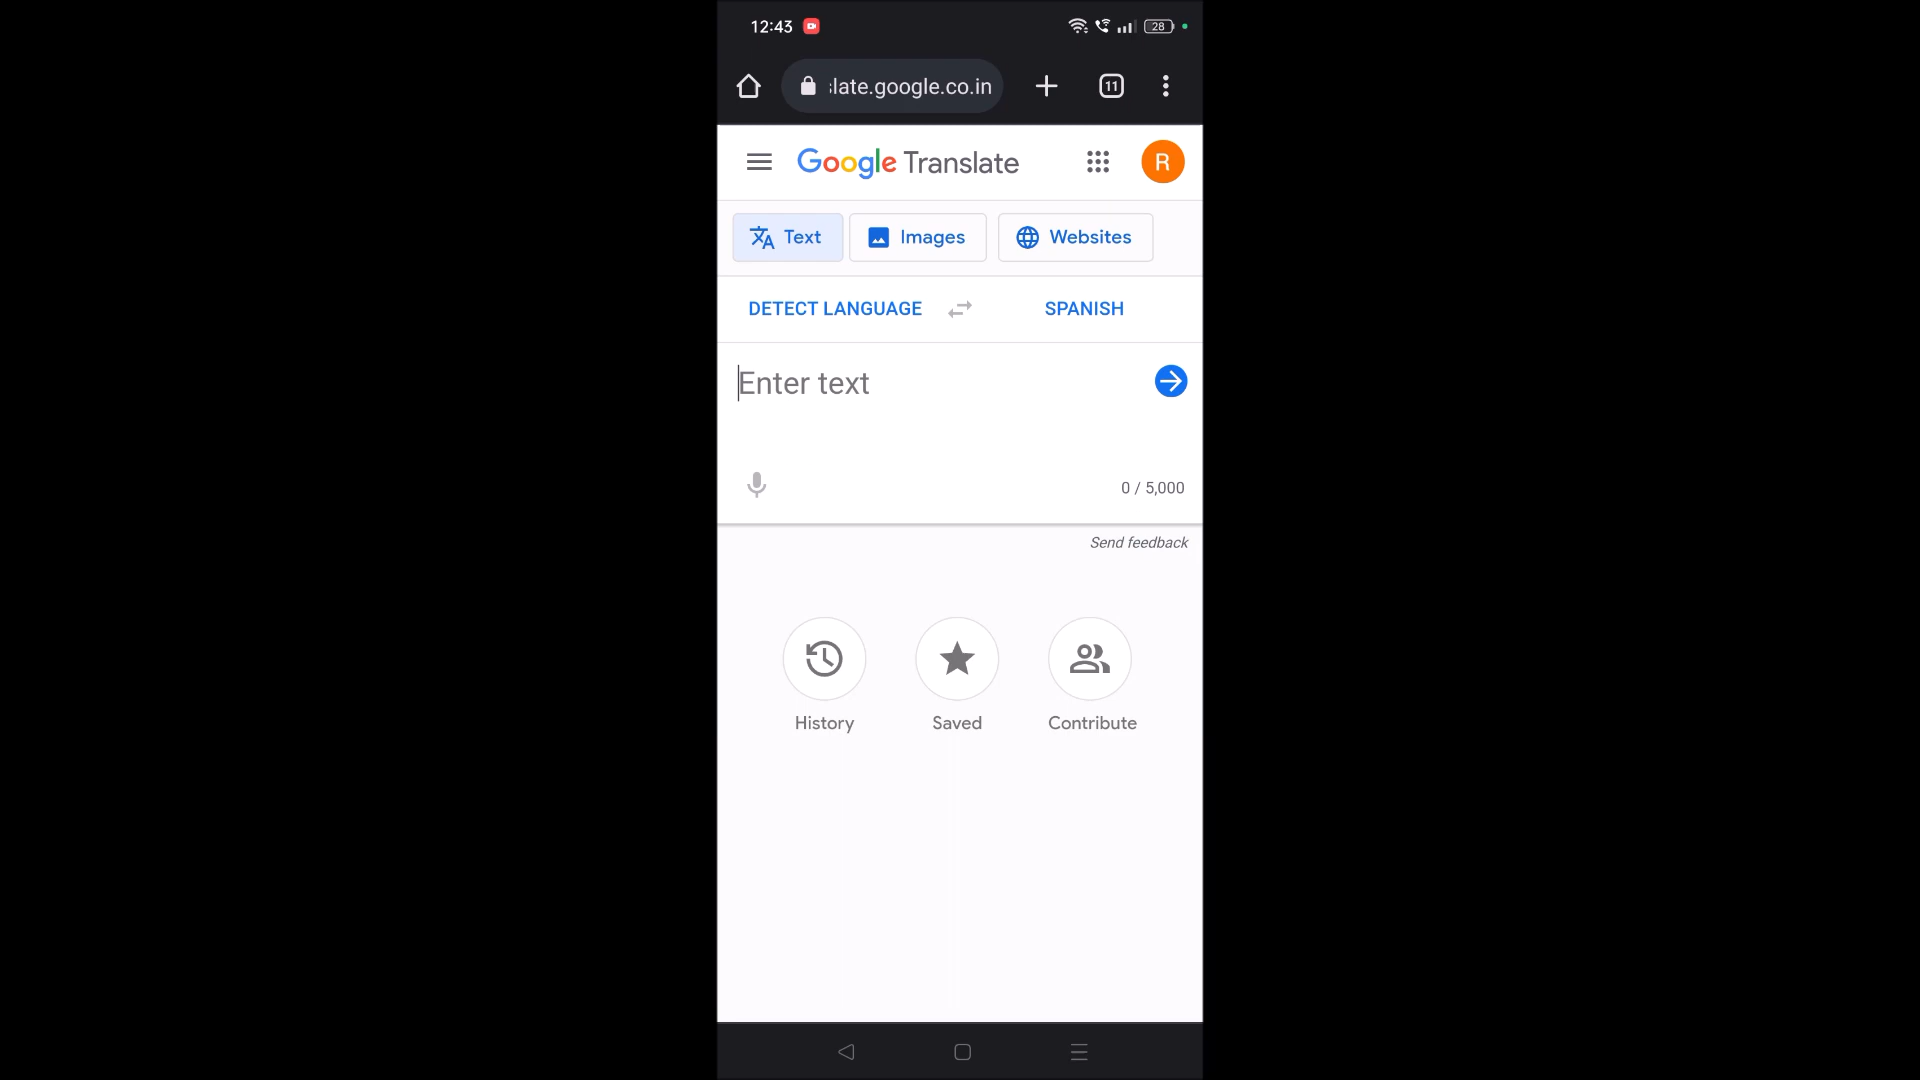 12:43 28
:late.google.co.in 11
Google Translate R
Text Images Websites
DETECT LANGUAGE SPANISH
Enter text
0 / 5,000
Send feedback
History Saved Contribute